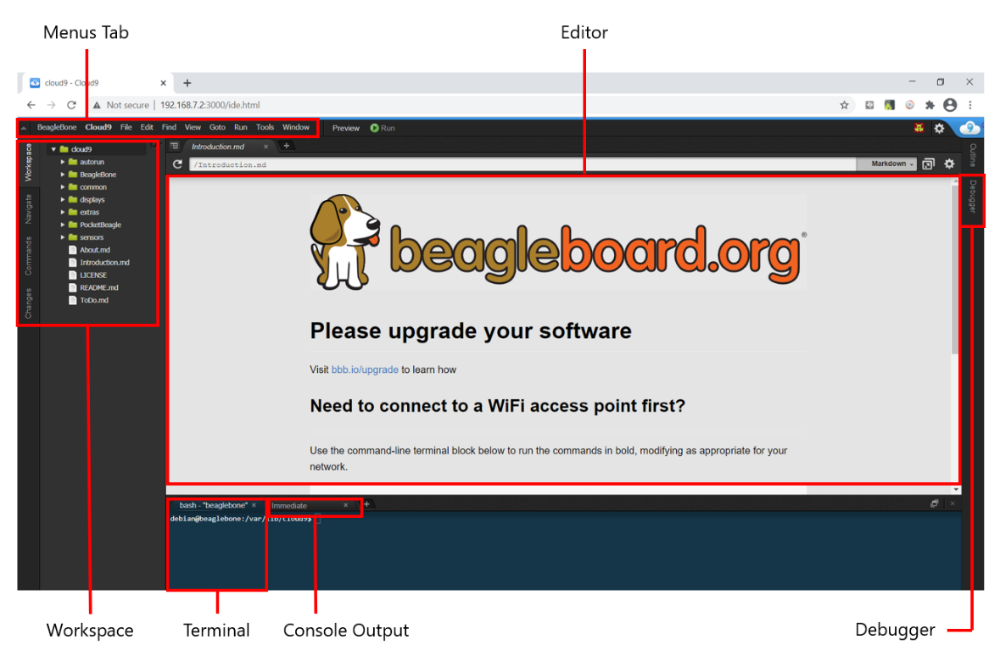 Menus Tab
Editor
cloud9 - Cloud9 × +
Not secure | 192.168.7.2:3000/ide.html
BeagleBone Cloud9 File Edit Find View Goto Run Tools Window Preview Run
9
Workspace
Navigate
Commands
Changes
cloud9
autorun
BeagleBone
common
displays
extras
PocketBeagle
sensors
About.md
Introduction.md
LICENSE
README.md
ToDo.md
Introduction.md × +
/Introduction.md
Markdown
Outline
Debugger
beagleboard.org®
Please upgrade your software
Visit bbb.io/upgrade to learn how
Need to connect to a WiFi access point first?
Use the command-line terminal block below to run the commands in bold, modifying as appropriate for your
network.
bash - "beaglebone" × Immediate × +
debian@beaglebone:/var/lib/cloud9$
Workspace
Terminal
Console Output
Debugger